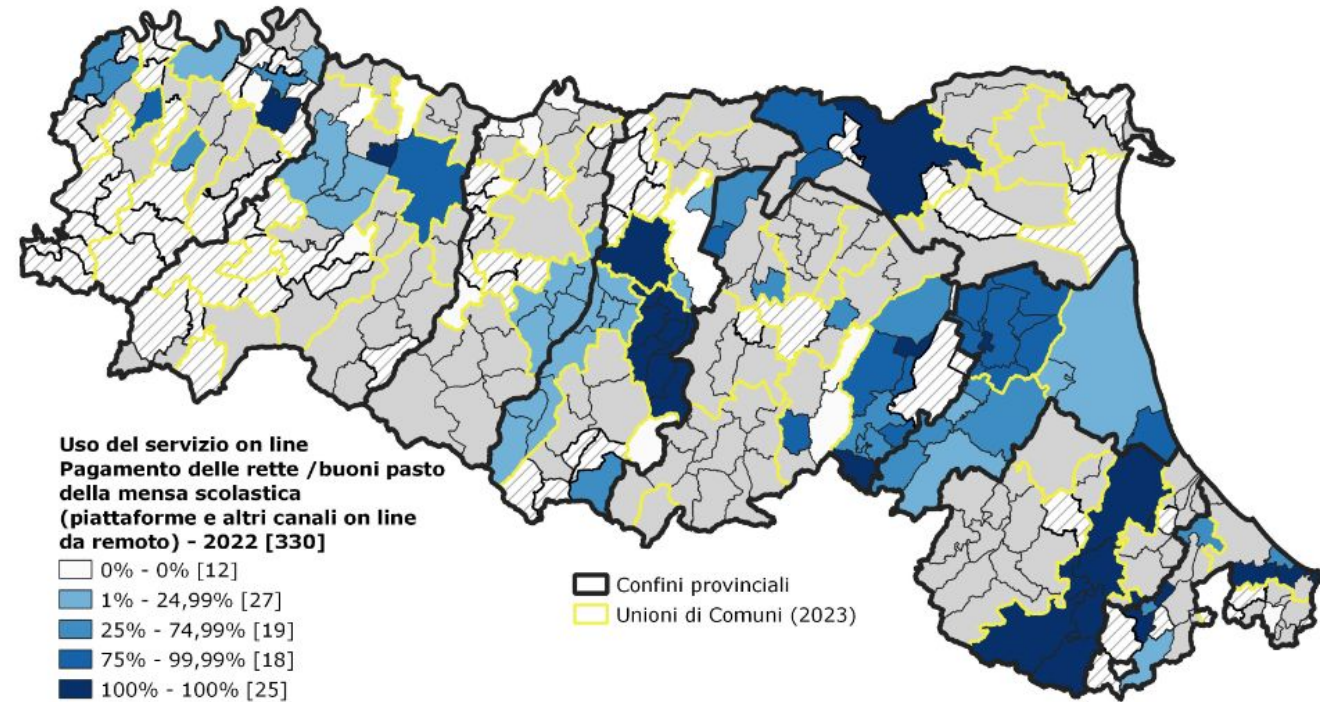 Uso del servizio on line
Pagamento delle rette /buoni pasto
della mensa scolastica
(piattaforme e altri canali on line
da remoto) - 2022 [330]
0% - 0% [12]
1% - 24,99% [27]
25% - 74,99% [19]
75% - 99,99% [18]
100% - 100% [25]
Confini provinciali
Unioni di Comuni (2023)